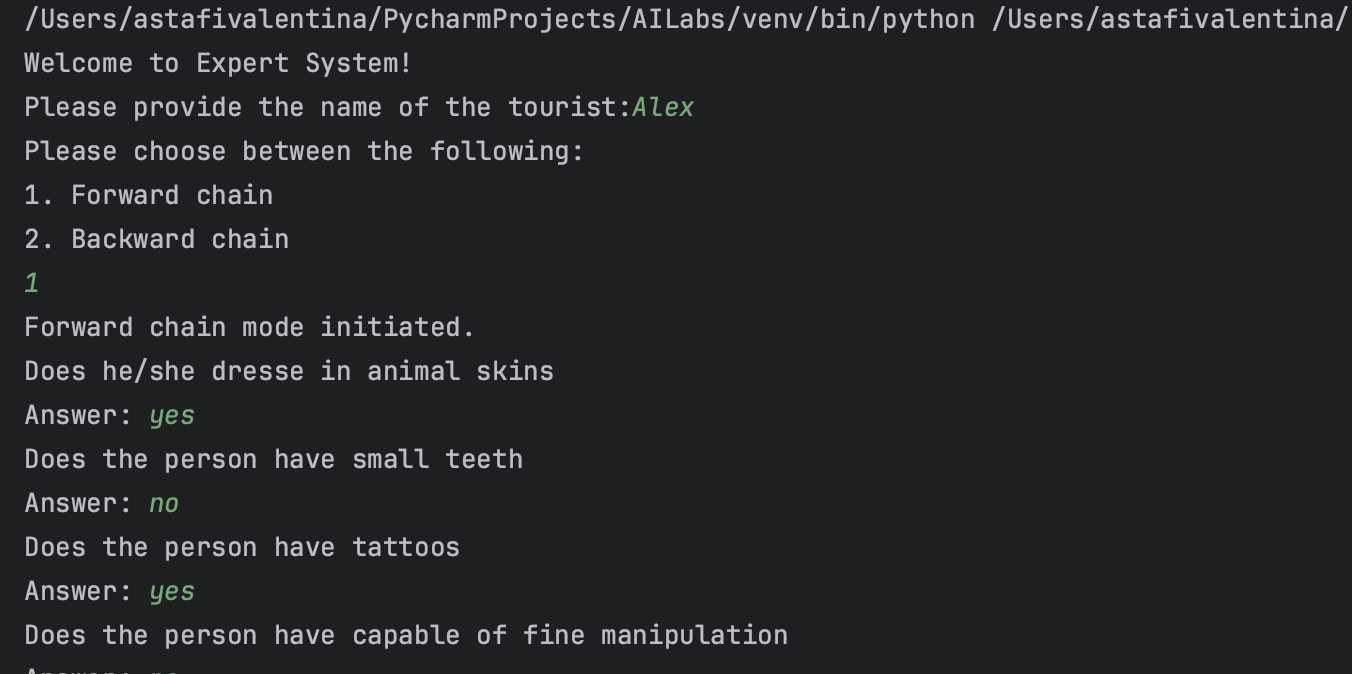 /Users/astafivalentina/PycharmProjects/AILabs/venv/bin/python /Users/astafivalentina/
Welcome to Expert System!
Please provide the name of the tourist:Alex
Please choose between the following:
1. Forward chain
2. Backward chain
1
Forward chain mode initiated.
Does he/she dresse in animal skins
Answer: yes
Does the person have small teeth
Answer: no
Does the person have tattoos
Answer: yes
Does the person have capable of fine manipulation
Answer: